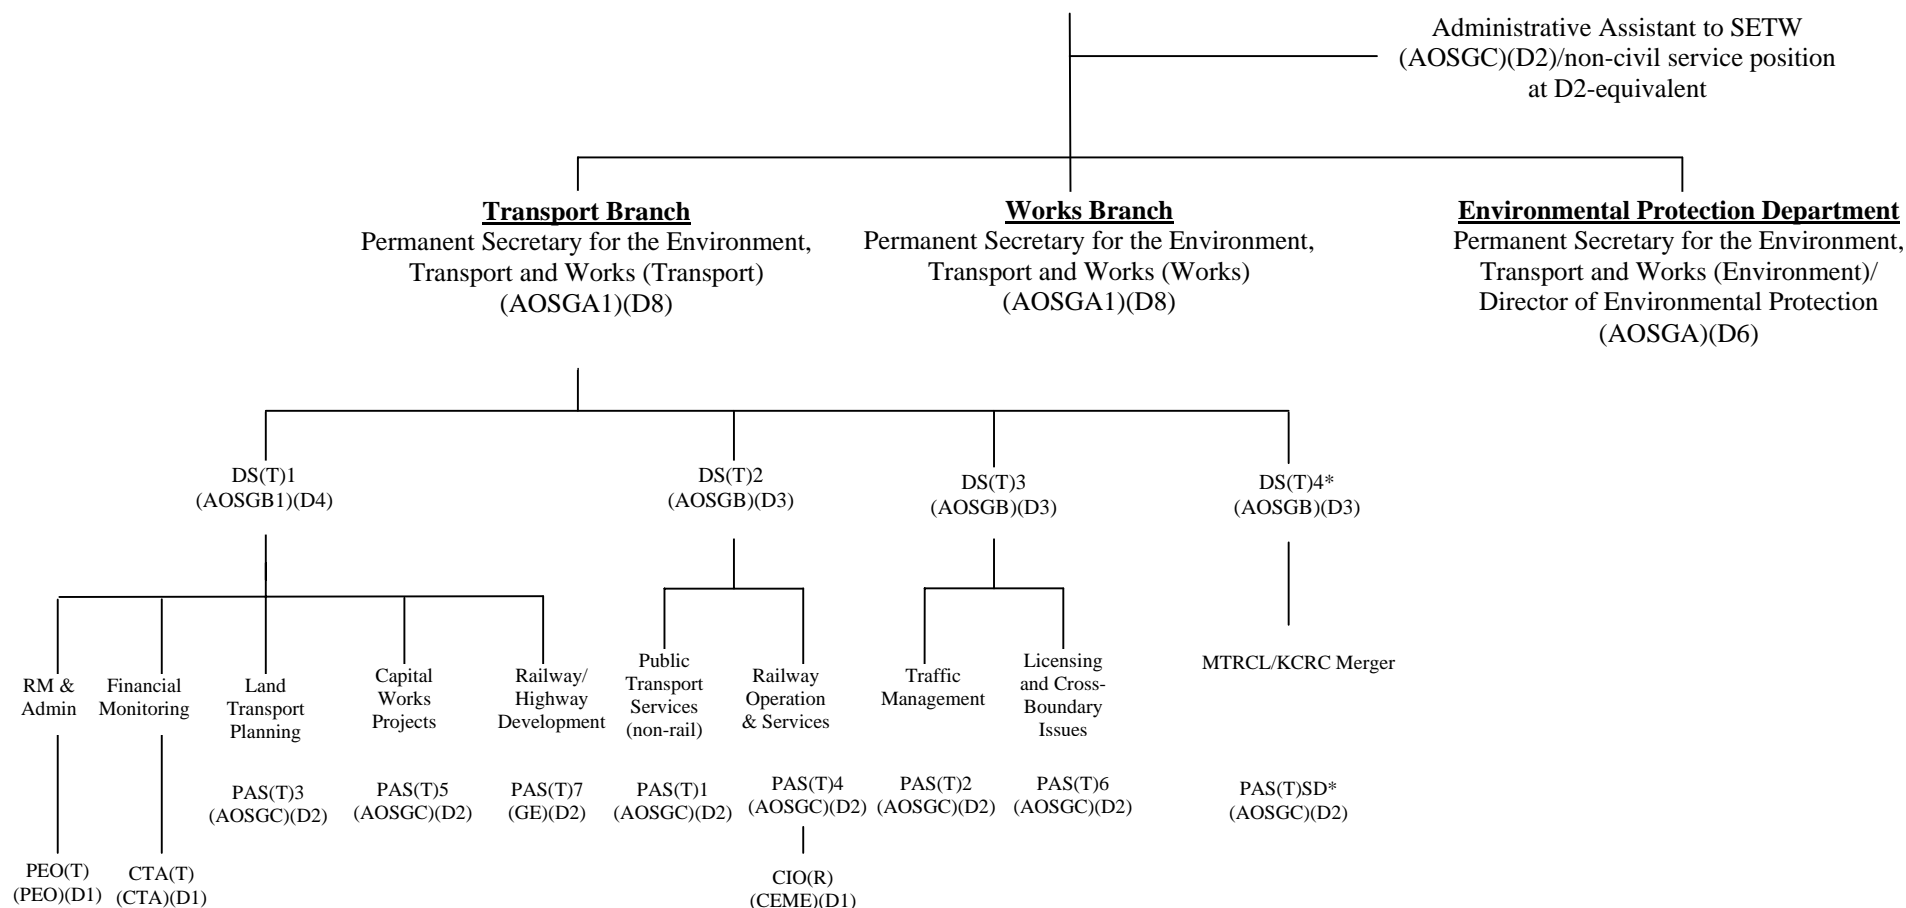 Administrative Assistant to SETW
(AOSGC)(D2)/non-civil service position
at D2-equivalent
Transport Branch
Permanent Secretary for the Environment,
Transport and Works (Transport)
(AOSGA1)(D8)
Works Branch
Permanent Secretary for the Environment,
Transport and Works (Works)
(AOSGA1)(D8)
Environmental Protection Department
Permanent Secretary for the Environment,
Transport and Works (Environment)/
Director of Environmental Protection
(AOSGA)(D6)
DS(T)1
(AOSGB1)(D4)
DS(T)2
(AOSGB)(D3)
DS(T)3
(AOSGB)(D3)
DS(T)4*
(AOSGB)(D3)
RM &
Admin
Financial
Monitoring
Land
Transport
Planning
Capital
Works
Projects
Railway/
Highway
Development
Public
Transport
Services
(non-rail)
Railway
Operation
& Services
Traffic
Management
Licensing
and Cross-
Boundary
Issues
MTRCL/KCRC Merger
PAS(T)3
(AOSGC)(D2)
PAS(T)5
(AOSGC)(D2)
PAS(T)7
(GE)(D2)
PAS(T)1
(AOSGC)(D2)
PAS(T)4
(AOSGC)(D2)
PAS(T)2
(AOSGC)(D2)
PAS(T)6
(AOSGC)(D2)
PAS(T)SD*
(AOSGC)(D2)
PEO(T)
(PEO)(D1)
CTA(T)
(CTA)(D1)
CIO(R)
(CEME)(D1)